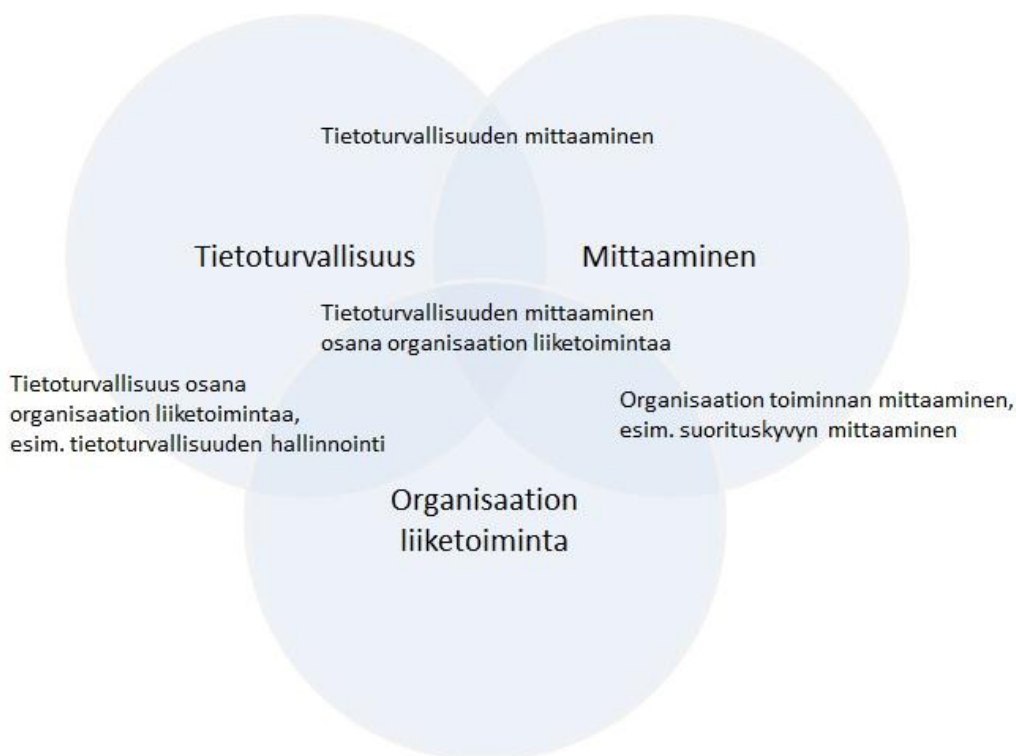 Tietoturvallisuuden mittaaminen
Tietoturvallisuus
Mittaaminen
Tietoturvallisuuden mittaaminen
osana organisaation liiketoimintaa
Tietoturvallisuus osana
organisaation liiketoimintaa,
esim. tietoturvallisuuden hallinnointi
Organisaation toiminnan mittaaminen,
esim. suorituskyvyn mittaaminen
Organisaation
liiketoiminta